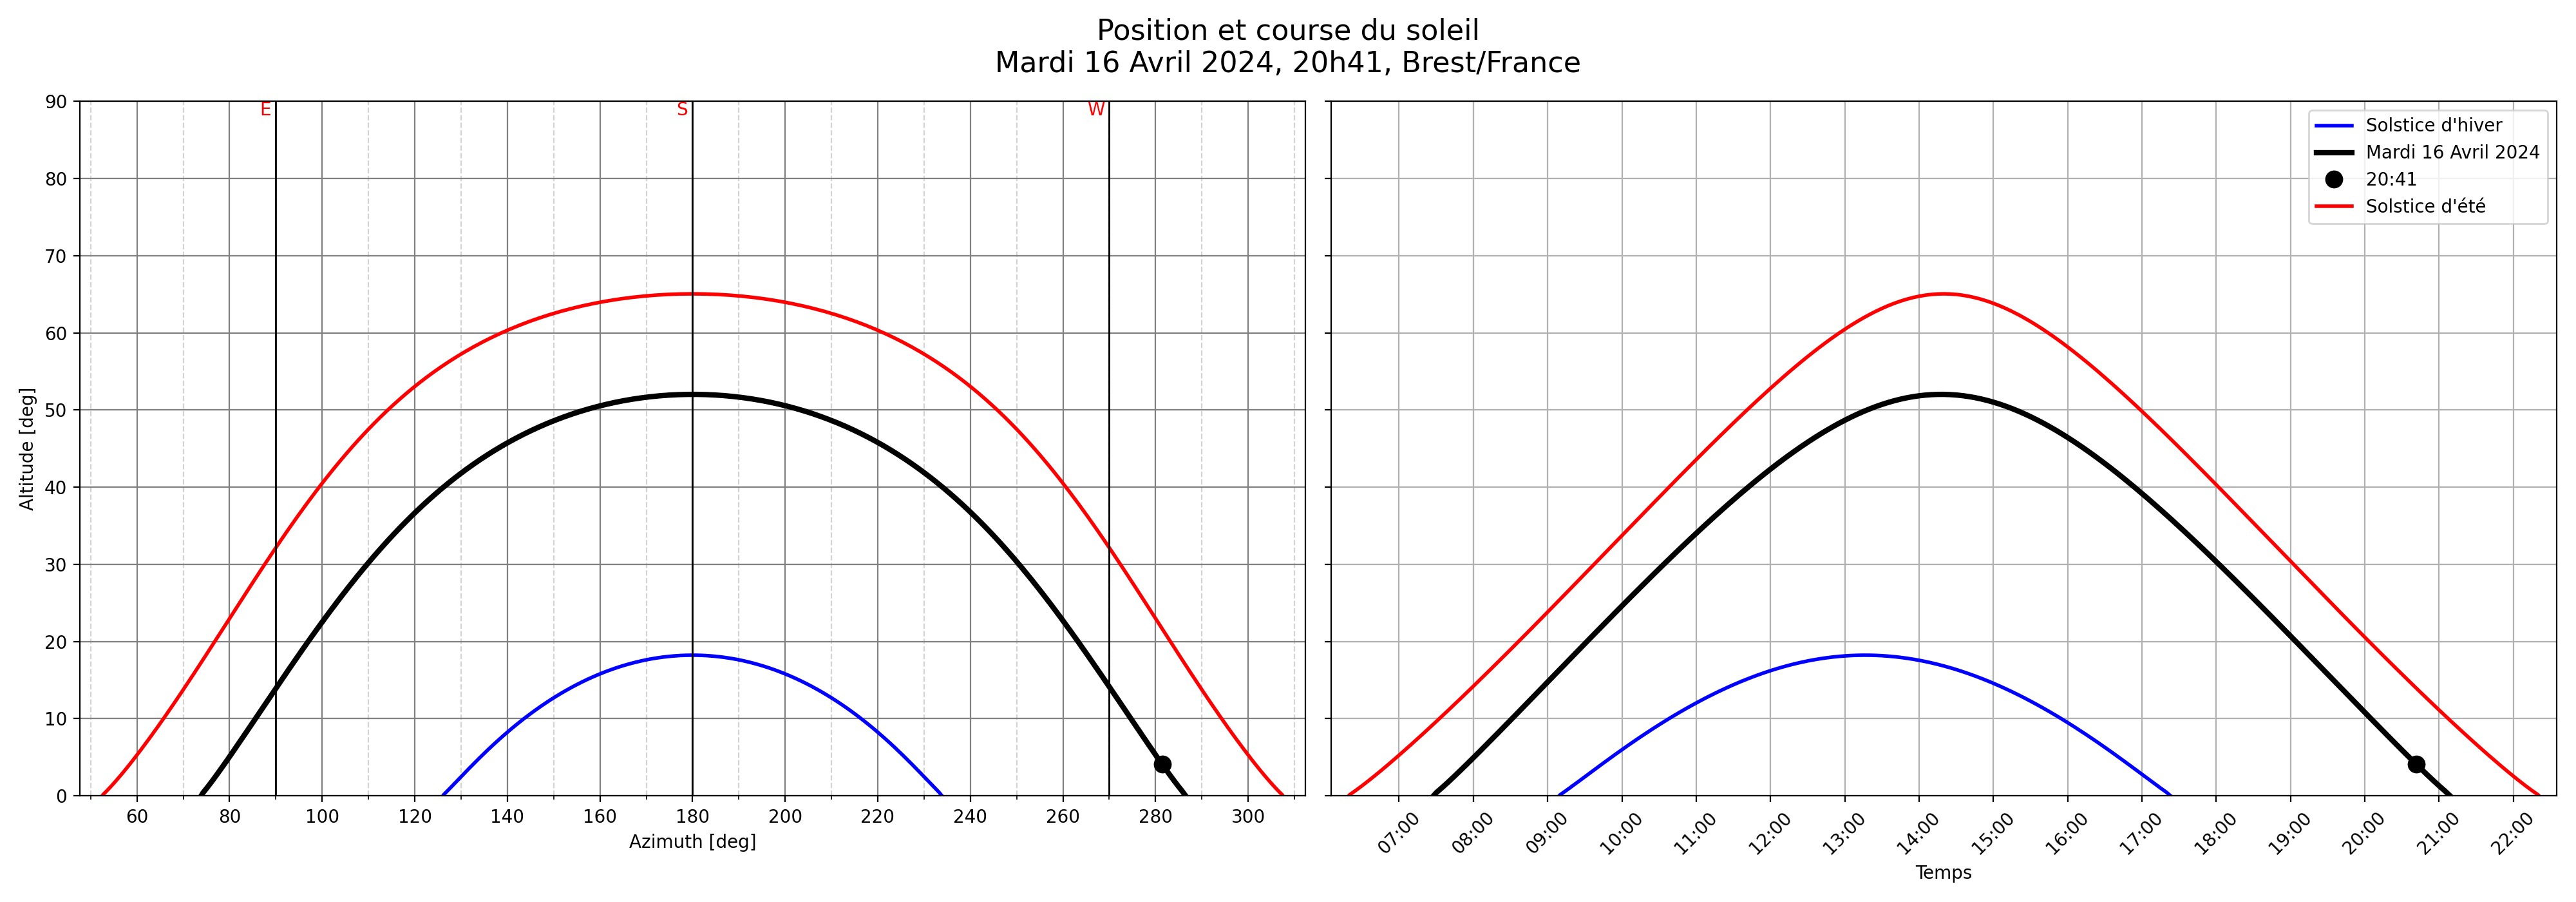 Position et course du soleil
Mardi 16 Avril 2024, 20h41, Brest/France
E
S
W
90
80
70
60
50
40
30
20
10
0
Altitude [deg]
60 80 100 120 140 160 180 200 220 240 260 280 300
Azimuth [deg]
Solstice d'hiver
Mardi 16 Avril 2024
20:41
Solstice d'été
07:00 08:00 09:00 10:00 11:00 12:00 13:00 14:00 15:00 16:00 17:00 18:00 19:00 20:00 21:00 22:00
Temps